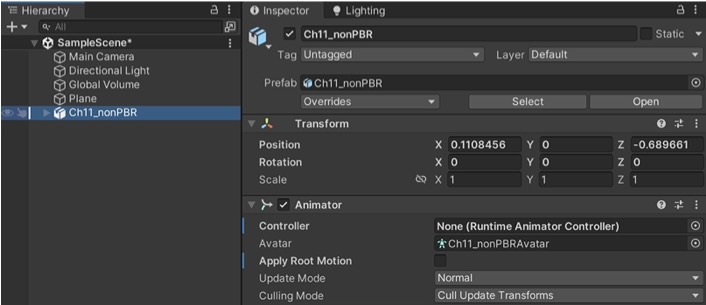 Hierarchy
All
SampleScene*
Main Camera
Directional Light
Global Volume
Plane
Ch11_nonPBR
Inspector
Lighting
Ch11_nonPBR
Static
Tag Untagged Layer Default
Prefab Ch11_nonPBR
Overrides Select Open
Transform
Position X 0.1108456 Y 0 Z -0.689661
Rotation X 0 Y 0 Z 0
Scale X 1 Y 1 Z 1
Animator
Controller None (Runtime Animator Controller)
Avatar Ch11_nonPBRAvatar
Apply Root Motion
Update Mode Normal
Culling Mode Cull Update Transforms